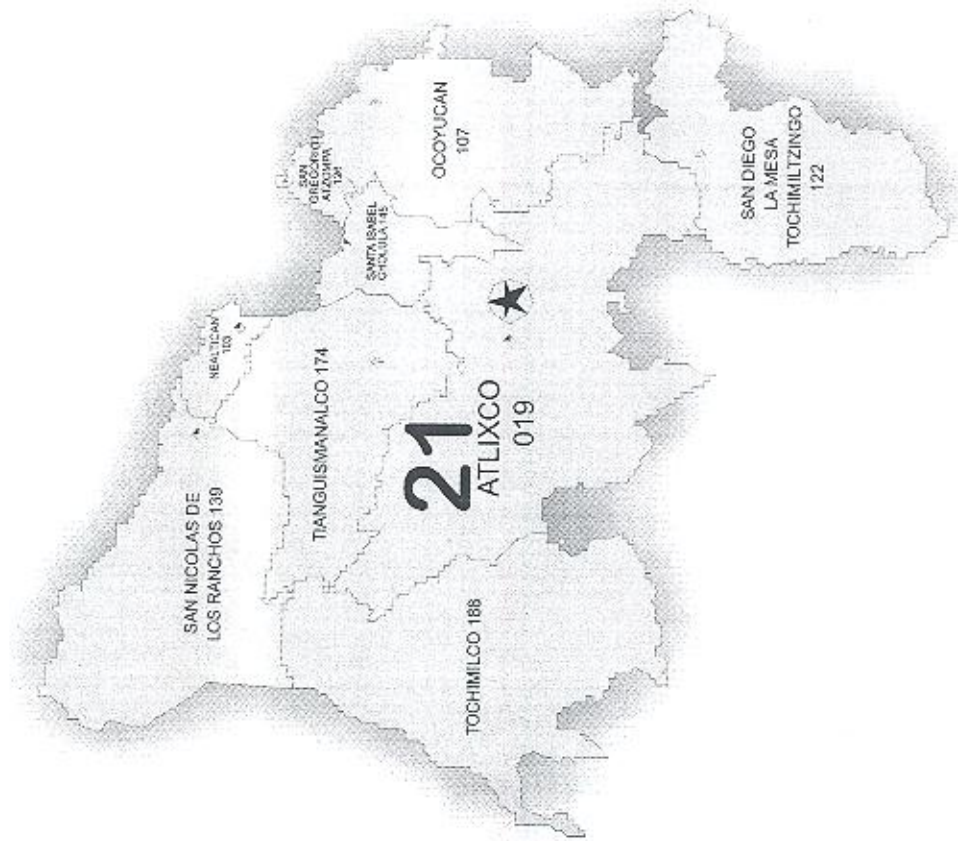 SAN NICOLAS DE
LOS RANCHOS 139
NEALTICAN
TIANGUISMANALCO 174
SAN
GREGORIO
ATZOMPA
SANTA ISABEL
CHOLULA
OCOYUCAN
107
21
ATLIXCO
019
TOCHIMILCO 188
SAN DIEGO
LA MESA
TOCHIMILTZINGO
122